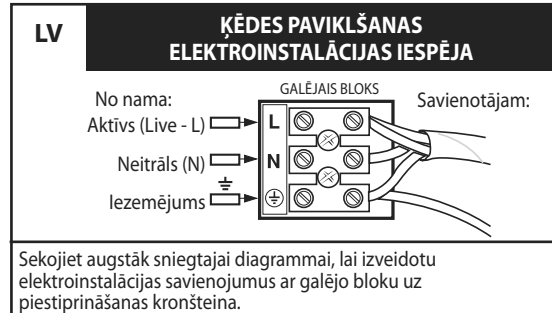 LV
ĶĒDES PAVIKLŠANAS
ELEKTROINSTALĀCIJAS IESPĒJA
GALĒJAIS BLOKS
No nama:
Savienotājam:
Aktīvs (Live - L)
L
Neitrāls (N)
N
Iezemējums
Sekojiet augstāk sniegtajai diagrammai, lai izveidotu
elektroinstalācijas savienojumus ar galējo bloku uz
piestiprināšanas kronšteina.